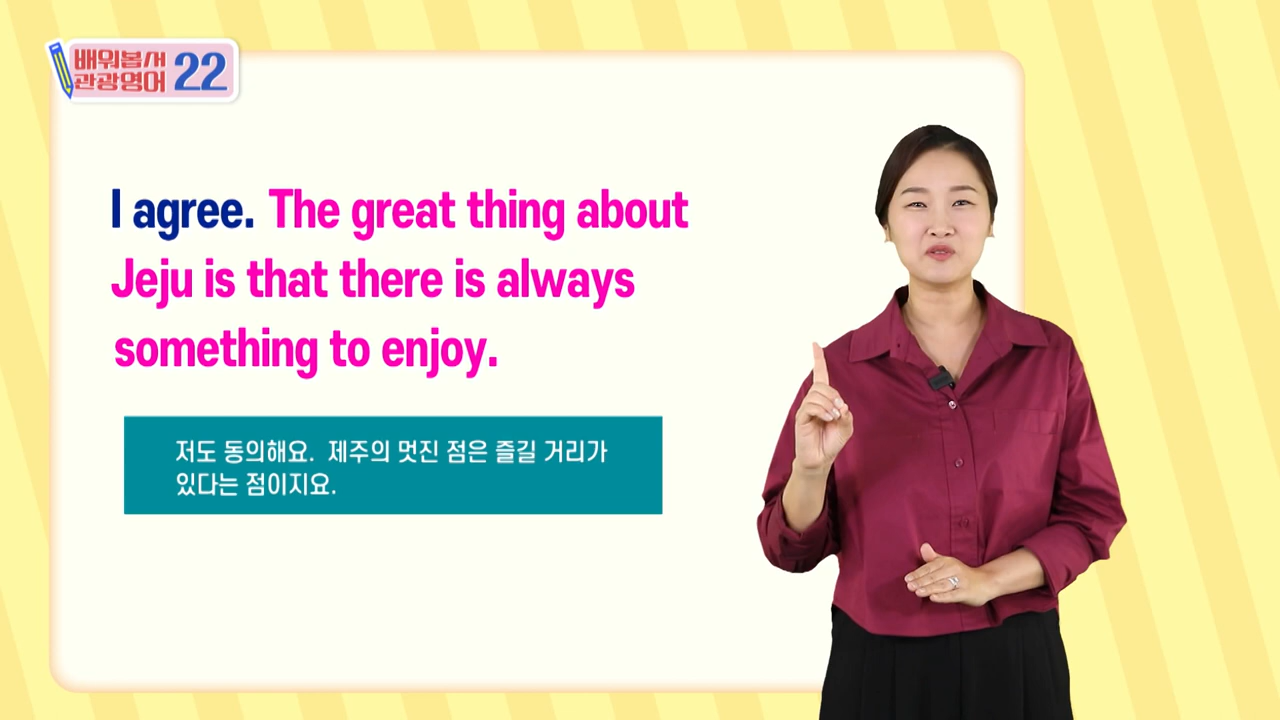 배워봅서
관광영어 22
I agree. The great thing about
Jeju is that there is always
something to enjoy.
저도 동의해요. 제주의 멋진 점은 즐길 거리가
있다는 점이지요.